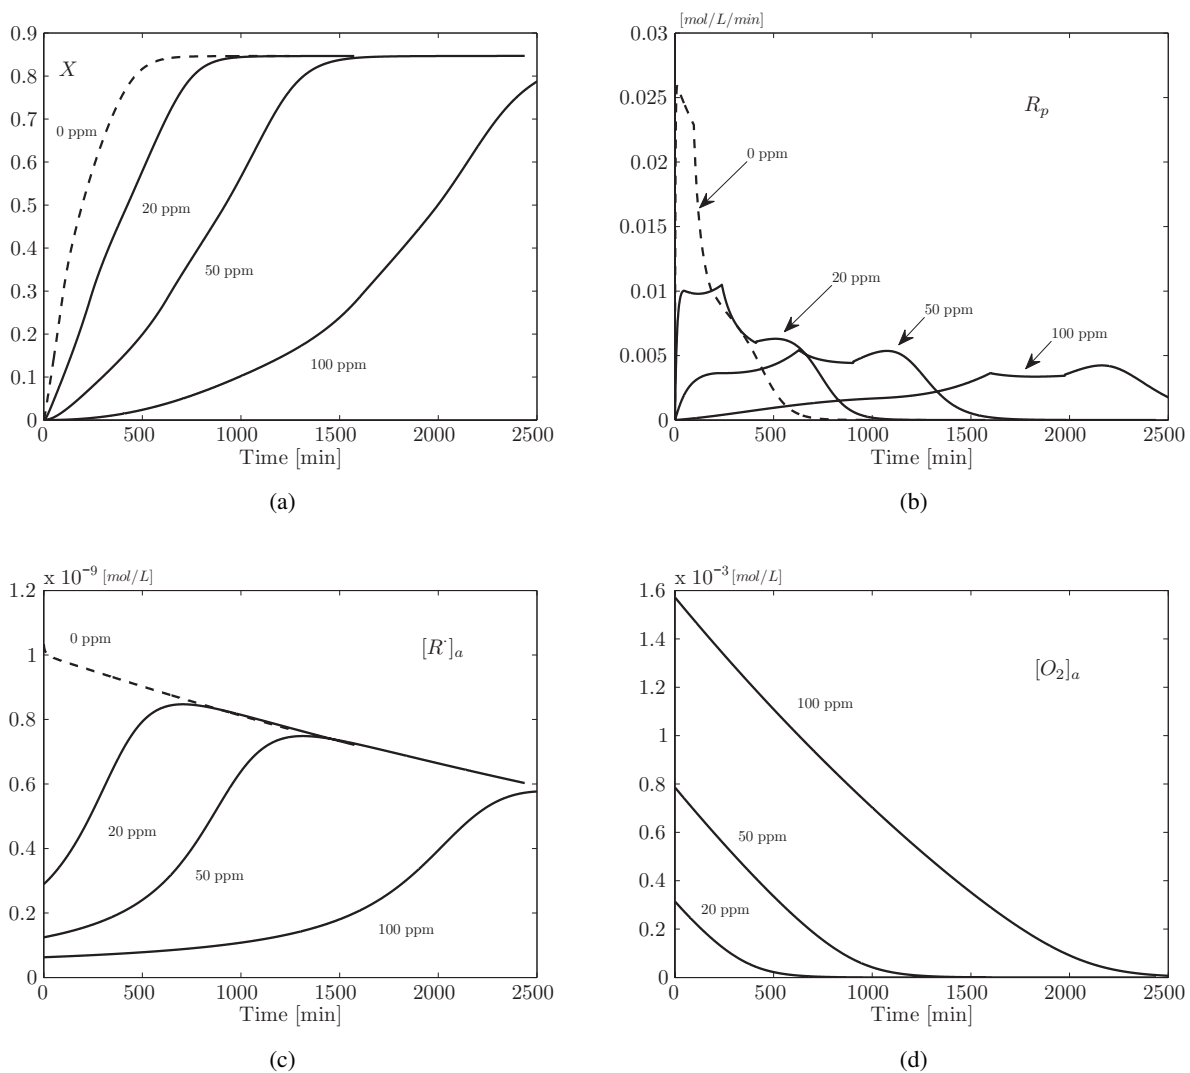 0.9
0.8
0.7
0.6
0.5
0.4
0.3
0.2
0.1
0
X
0 ppm
20 ppm
50 ppm
100 ppm
0 500 1000 1500 2000 2500
Time [min]
(a)
[mol/L/min]
0.03
0.025
0.02
0.015
0.01
0.005
0
R_p
0 ppm
20 ppm
50 ppm
100 ppm
0 500 1000 1500 2000 2500
Time [min]
(b)
x 10⁻⁹ [mol/L]
1.2
1
0.8
0.6
0.4
0.2
0
[R˙]_a
0 ppm
20 ppm
50 ppm
100 ppm
0 500 1000 1500 2000 2500
Time [min]
(c)
x 10⁻³ [mol/L]
1.6
1.4
1.2
1
0.8
0.6
0.4
0.2
0
[O₂]_a
100 ppm
50 ppm
20 ppm
0 500 1000 1500 2000 2500
Time [min]
(d)